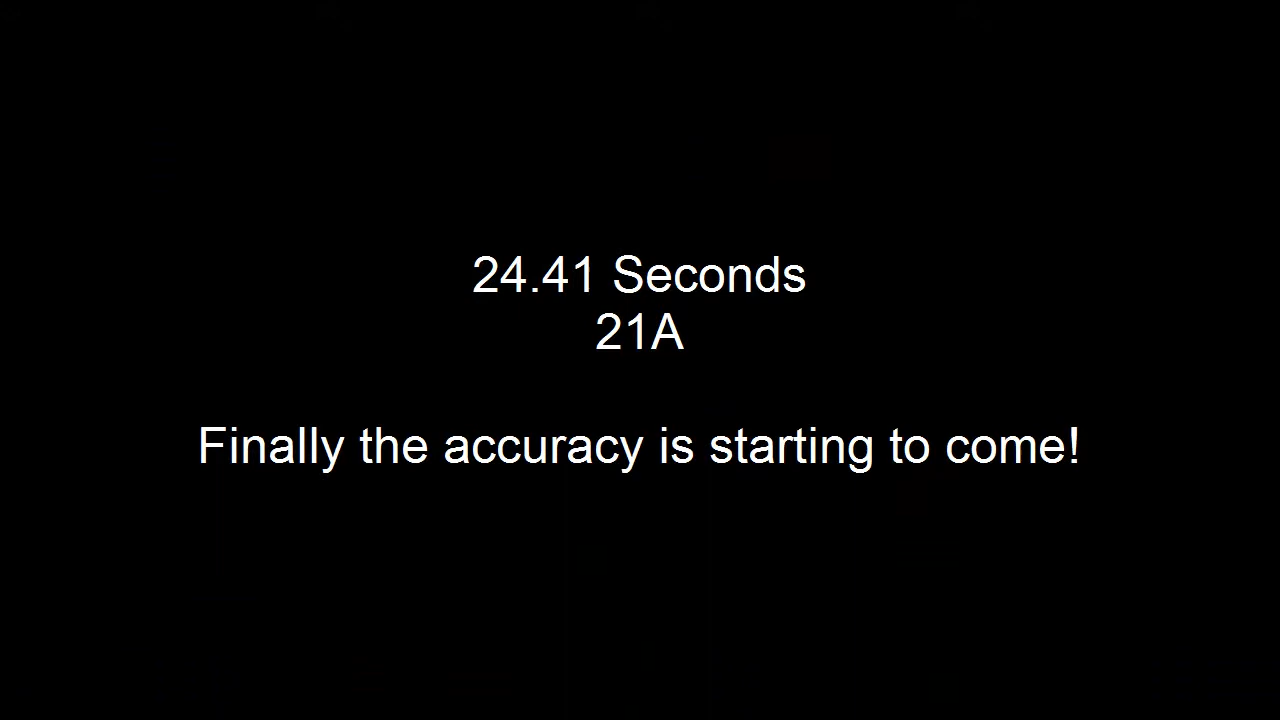 24.41 Seconds
21A
Finally the accuracy is starting to come!